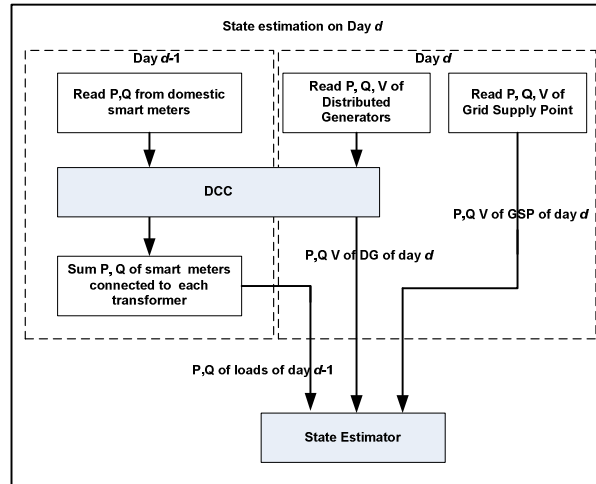 State estimation on Day d
Day d-1
Day d
Read P,Q from domestic
smart meters
Read P, Q, V of
Distributed
Generators
Read P, Q, V of
Grid Supply Point
DCC
P,Q V of GSP of day d
P,Q V of DG of day d
Sum P, Q of smart meters
connected to each
transformer
P,Q of loads of day d-1
State Estimator